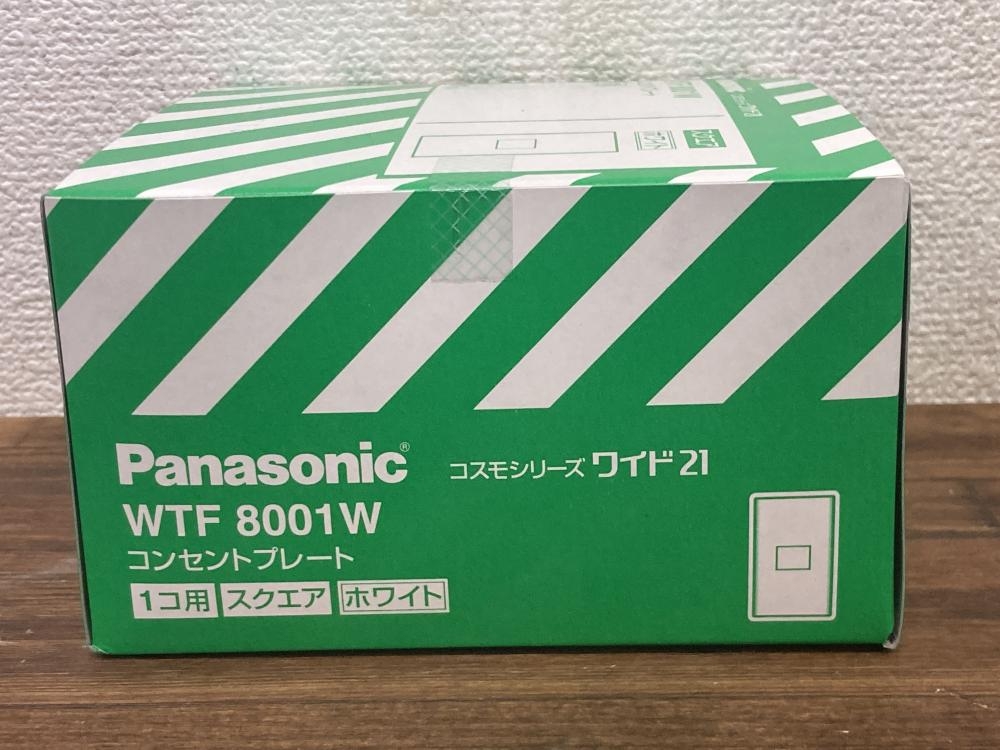 Panasonic®
コスモシリーズ ワイド21
WTF 8001W
コンセントプレート
1コ用 スクエア ホワイト